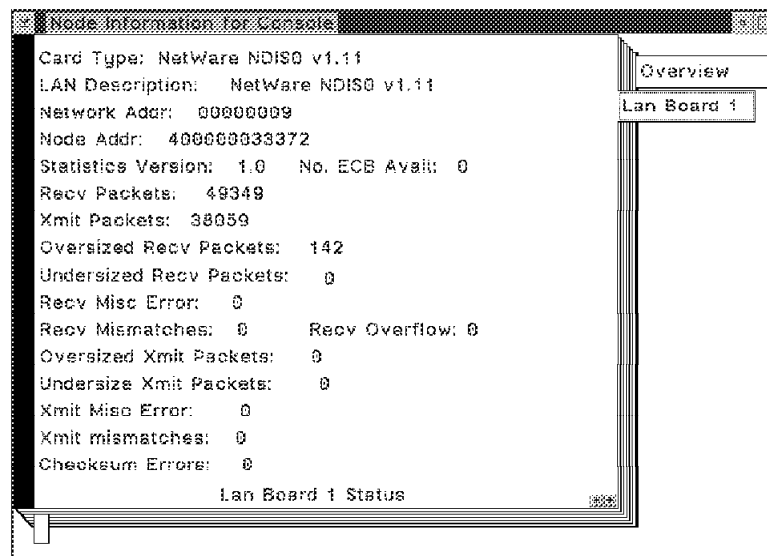 Node Information for Console
Card Type: NetWare NDIS0 v1.11
LAN Description: NetWare NDIS0 v1.11
Network Addr: 00000009
Node Addr: 400000033372
Statistics Version: 1.0 No. ECB Avail: 0
Recv Packets: 49349
Xmit Packets: 38059
Oversized Recv Packets: 142
Undersized Recv Packets: 0
Recv Misc Error: 0
Recv Mismatches: 0 Recv Overflow: 0
Oversized Xmit Packets: 0
Undersize Xmit Packets: 0
Xmit Misc Error: 0
Xmit mismatches: 0
Checksum Errors: 0
Lan Board 1 Status
Overview
Lan Board 1